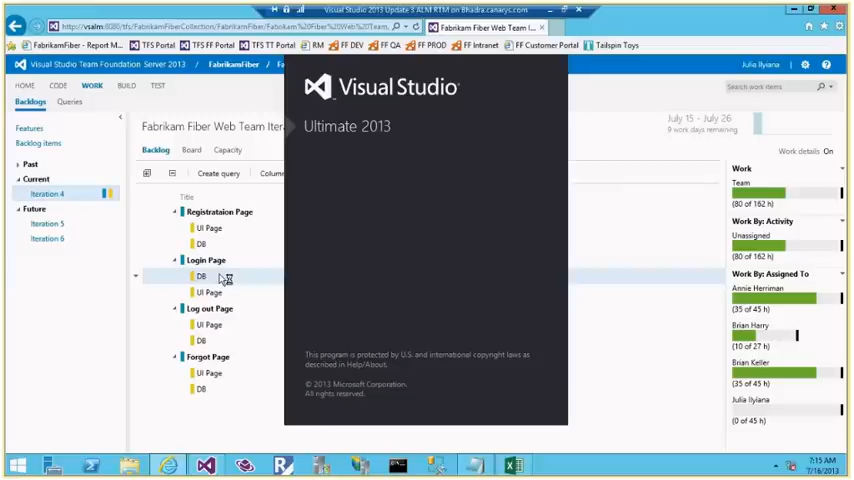 Visual Studio 2013 Update 3 ALM RTM on Bhadra.canarys.com
Fabrikam Fiber Web Team I...
FabrikamFiber - Report M...
TFS Portal
TFS FF Portal
TFS TT Portal
RM
FF DEV
FF QA
FF PROD
FF Intranet
FF Customer Portal
Tailspin Toys
Visual Studio Team Foundation Server 2013
FabrikamFiber
Julia Ilyiana
HOME
CODE
WORK
BUILD
TEST
Search work items
Backlogs
Queries
Features
Backlog items
Past
Current
Iteration 4
Future
Iteration 5
Iteration 6
Fabrikam Fiber Web Team Itera
July 15 - July 26
9 work days remaining
Backlog
Board
Capacity
Work details On
Create query
Column
Title
Registrataion Page
UI Page
DB
Login Page
DB
UI Page
Log out Page
UI Page
DB
Forgot Page
UI Page
DB
Visual Studio
Ultimate 2013
This program is protected by U.S. and international copyright laws as
described in Help/About.
© 2013 Microsoft Corporation.
All rights reserved.
Work
Team
(80 of 162 h)
Work By: Activity
Unassigned
(80 of 162 h)
Work By: Assigned To
Annie Herriman
(35 of 45 h)
Brian Harry
(10 of 27 h)
Brian Keller
(35 of 45 h)
Julia Ilyiana
(0 of 45 h)
7:15 AM
7/16/2013